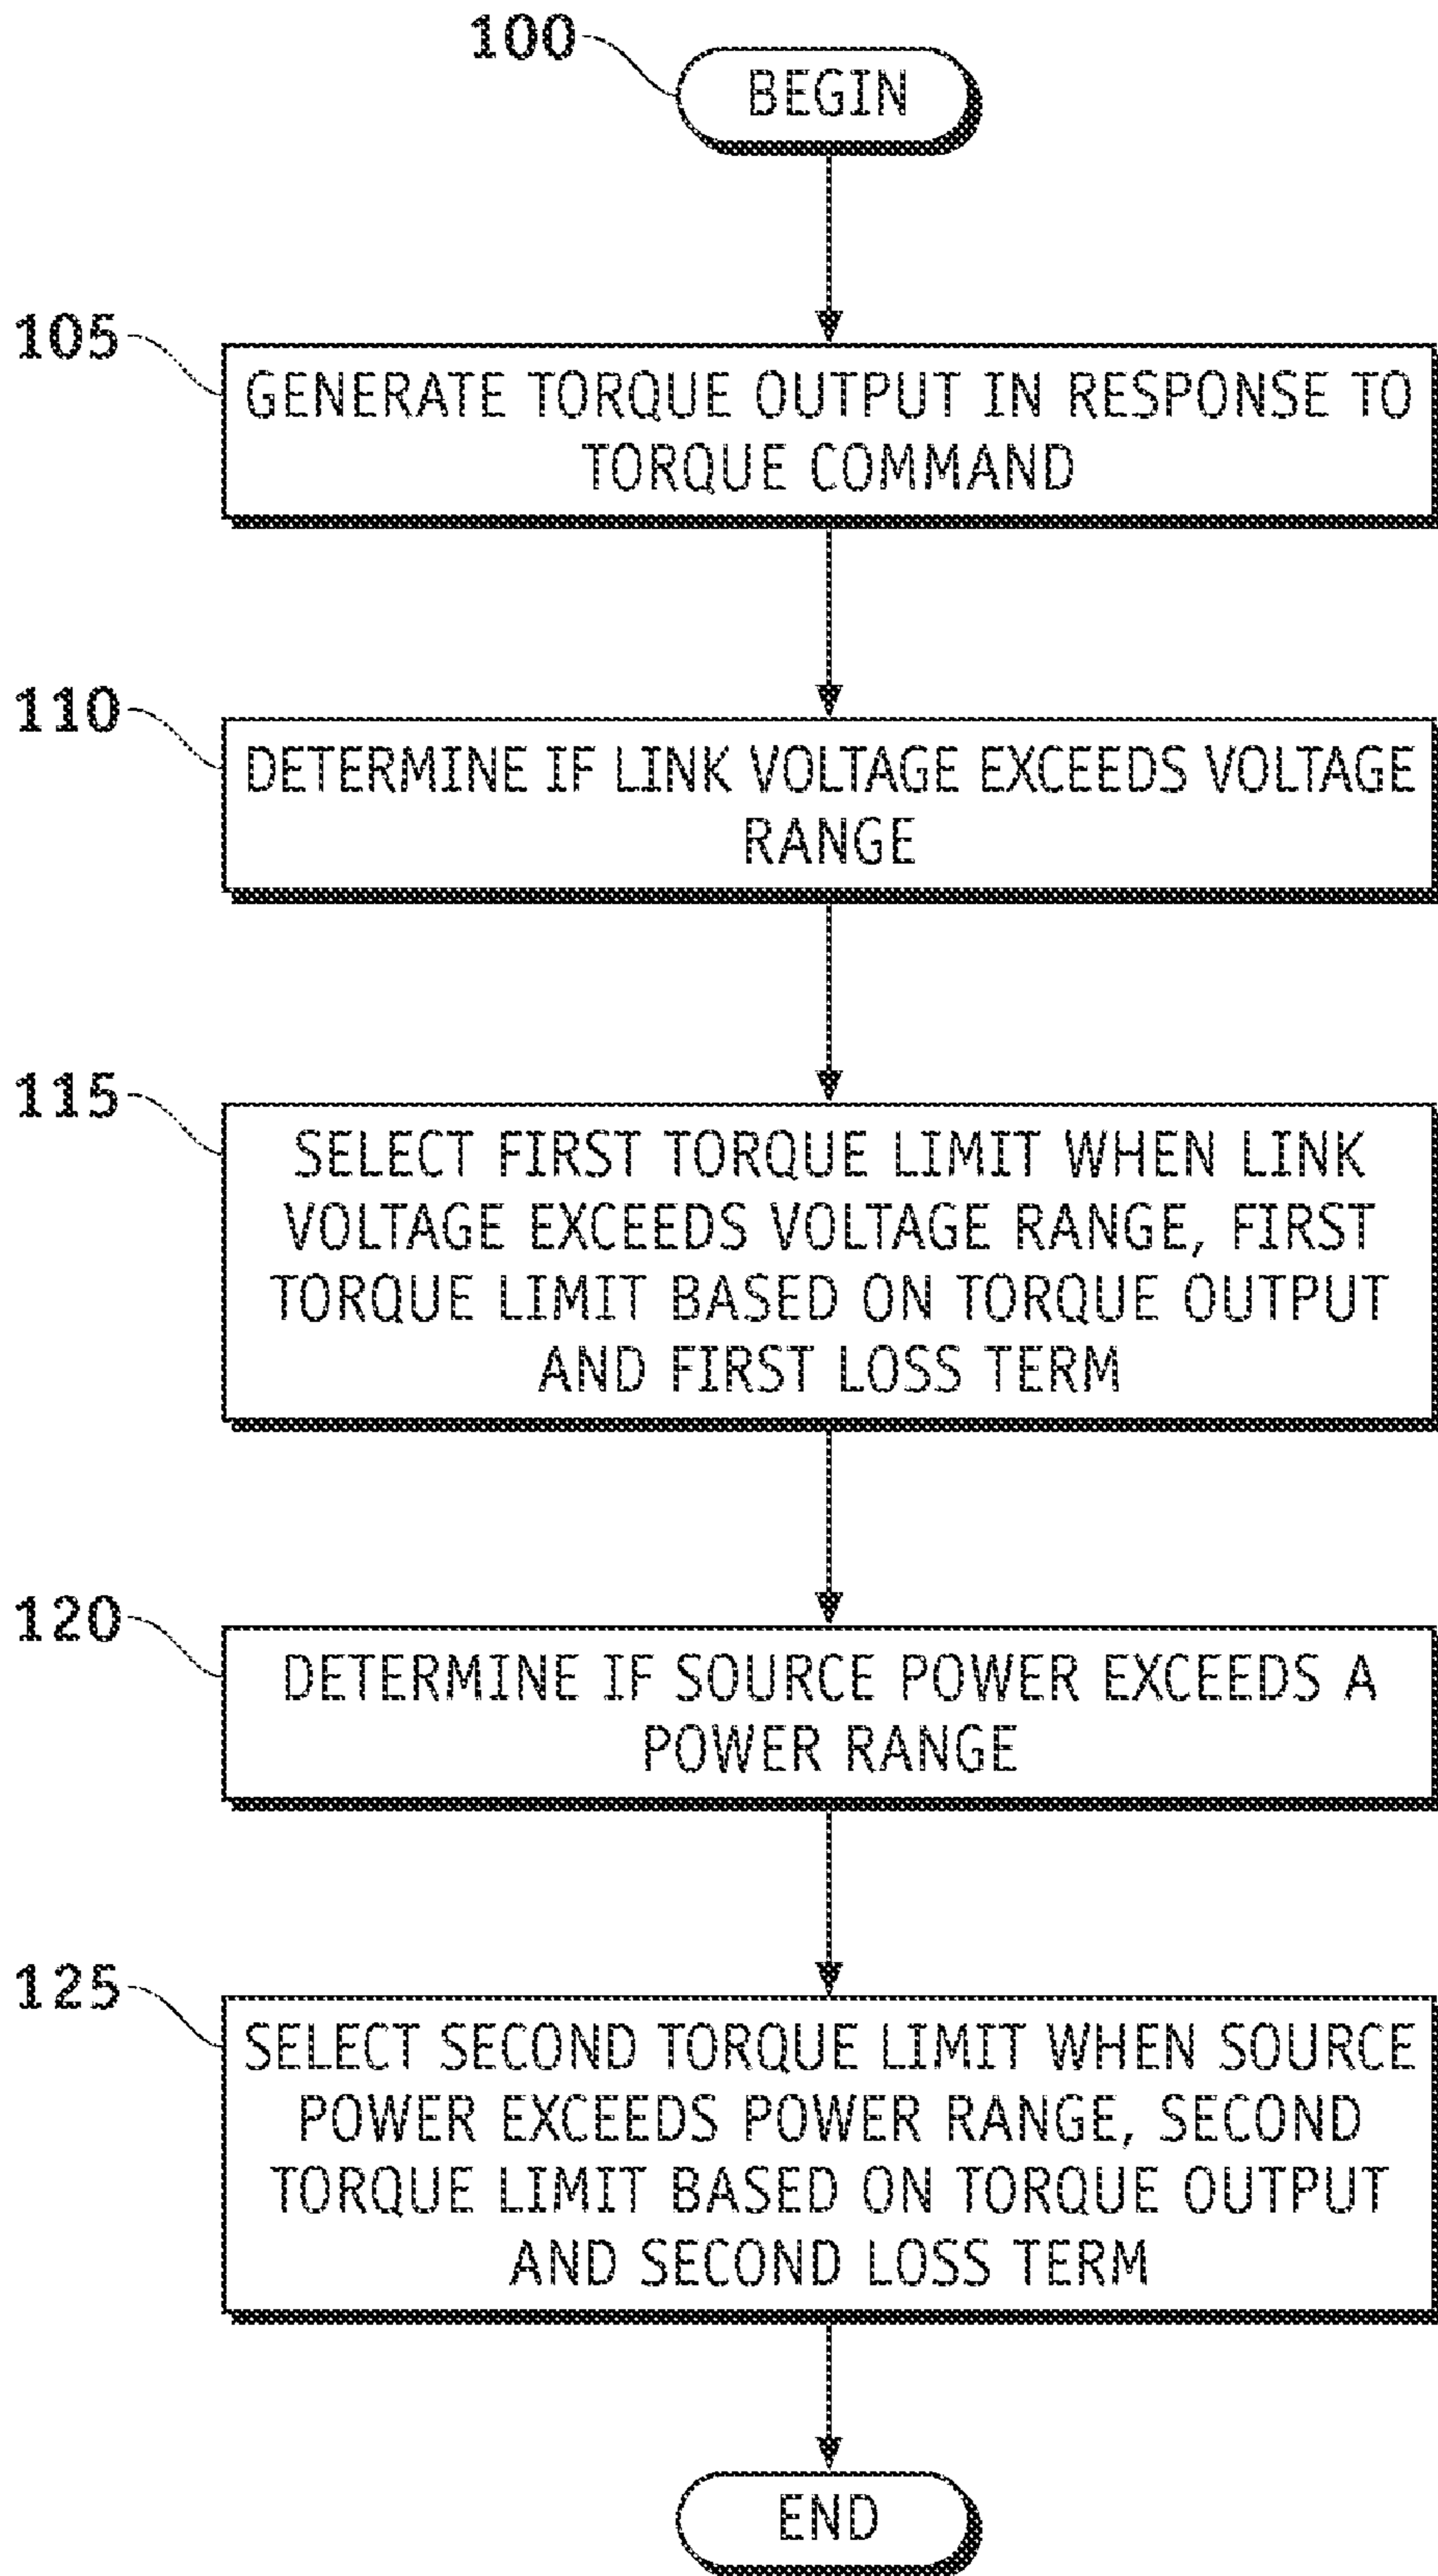 100
BEGIN
105
GENERATE TORQUE OUTPUT IN RESPONSE TO
TORQUE COMMAND
110
DETERMINE IF LINK VOLTAGE EXCEEDS VOLTAGE
RANGE
115
SELECT FIRST TORQUE LIMIT WHEN LINK
VOLTAGE EXCEEDS VOLTAGE RANGE, FIRST
TORQUE LIMIT BASED ON TORQUE OUTPUT
AND FIRST LOSS TERM
120
DETERMINE IF SOURCE POWER EXCEEDS A
POWER RANGE
125
SELECT SECOND TORQUE LIMIT WHEN SOURCE
POWER EXCEEDS POWER RANGE, SECOND
TORQUE LIMIT BASED ON TORQUE OUTPUT
AND SECOND LOSS TERM
END